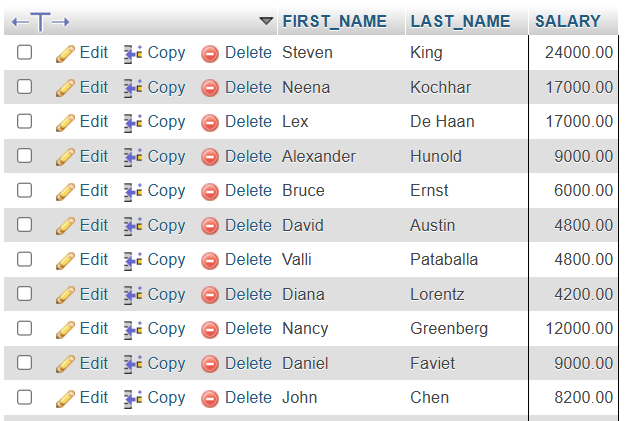 FIRST_NAME LAST_NAME SALARY
Edit Copy Delete Steven King 24000.00
Edit Copy Delete Neena Kochhar 17000.00
Edit Copy Delete Lex De Haan 17000.00
Edit Copy Delete Alexander Hunold 9000.00
Edit Copy Delete Bruce Ernst 6000.00
Edit Copy Delete David Austin 4800.00
Edit Copy Delete Valli Pataballa 4800.00
Edit Copy Delete Diana Lorentz 4200.00
Edit Copy Delete Nancy Greenberg 12000.00
Edit Copy Delete Daniel Faviet 9000.00
Edit Copy Delete John Chen 8200.00